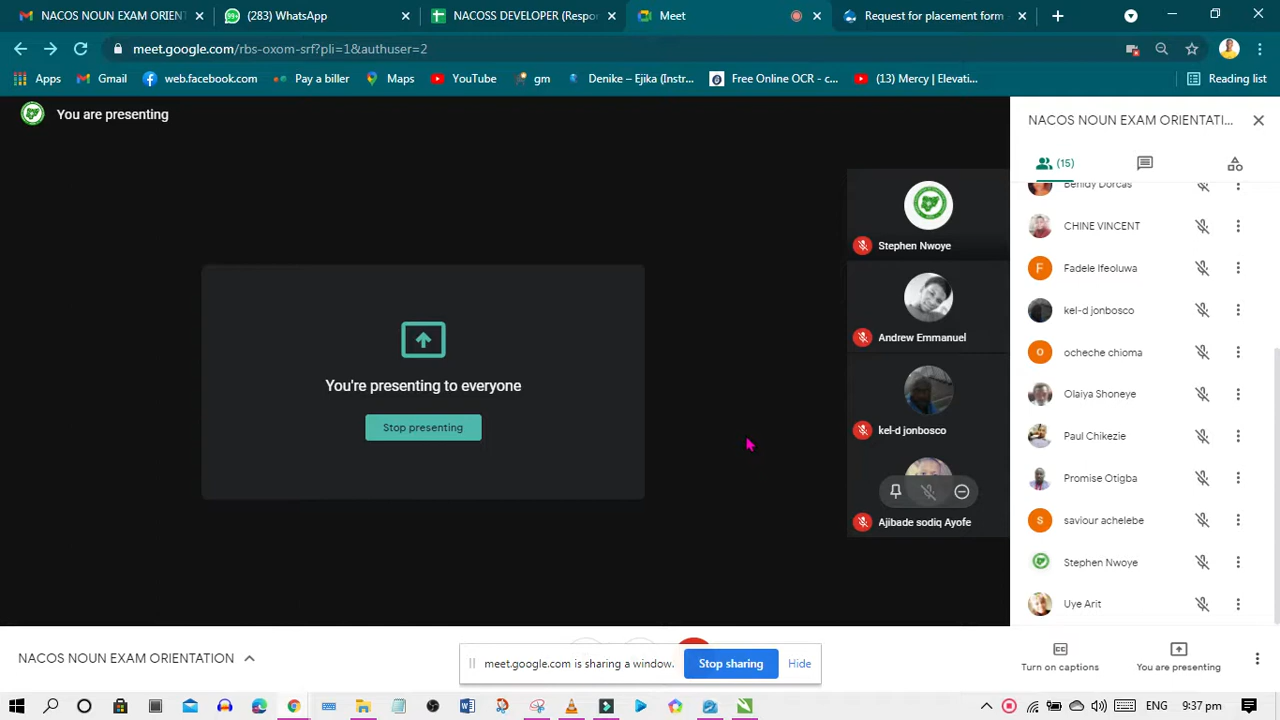 NACOS NOUN EXAM ORIENT
(283) WhatsApp
NACOSS DEVELOPER (Respor
Meet
Request for placement form -
meet.google.com/rbs-oxom-srf?pli=1&authuser=2
Apps
Gmail
web.facebook.com
Pay a biller
Maps
YouTube
gm
Denike – Ejika (Instr...
Free Online OCR - c...
(13) Mercy | Elevati...
Reading list
You are presenting
NACOS NOUN EXAM ORIENTATI...
(15)
Benidy Dorcas
CHINE VINCENT
Stephen Nwoye
F
Fadele Ifeoluwa
kel-d jonbosco
Andrew Emmanuel
o
ocheche chioma
You're presenting to everyone
Olaiya Shoneye
Stop presenting
kel-d jonbosco
Paul Chikezie
Promise Otigba
Ajibade sodiq Ayofe
s
saviour achelebe
Stephen Nwoye
Uye Arit
NACOS NOUN EXAM ORIENTATION
meet.google.com is sharing a window.
Stop sharing
Hide
CC
Turn on captions
You are presenting
W
ENG
9:37 pm